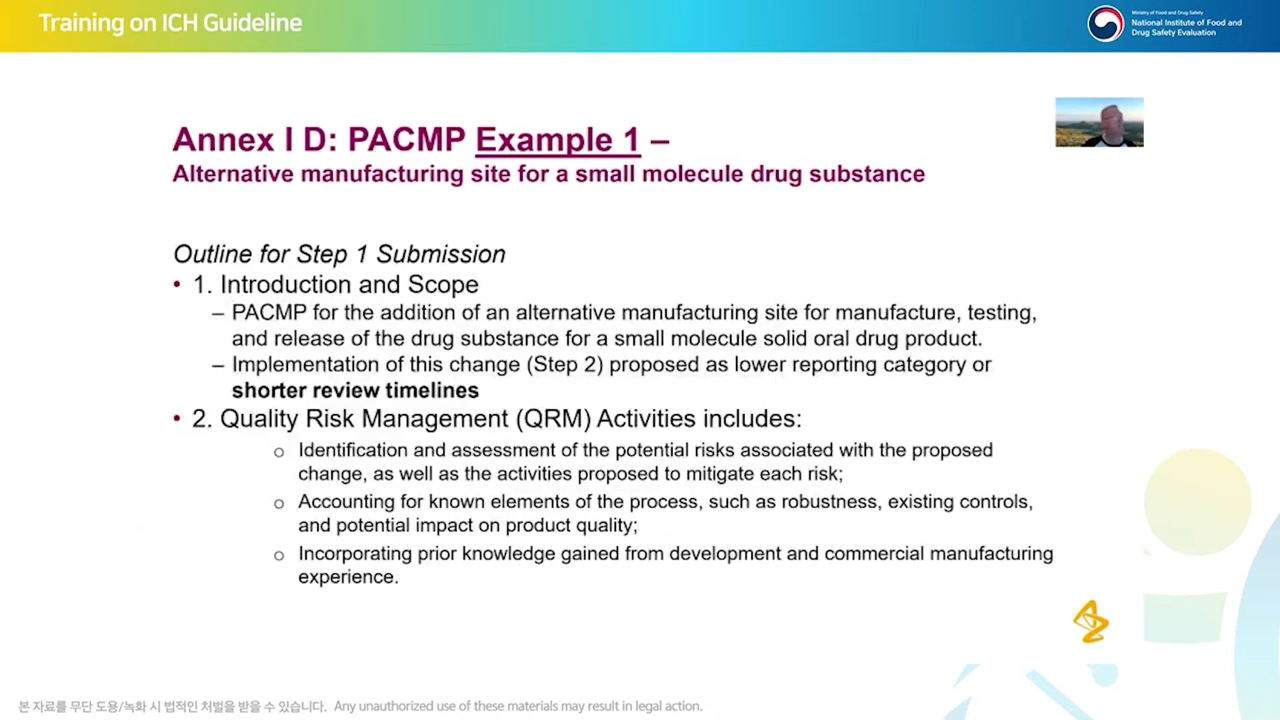 Training on ICH Guideline
Ministry of Food and Drug Safety
National Institute of Food and
Drug Safety Evaluation
Annex I D: PACMP Example 1 –
Alternative manufacturing site for a small molecule drug substance
Outline for Step 1 Submission
• 1. Introduction and Scope
– PACMP for the addition of an alternative manufacturing site for manufacture, testing,
and release of the drug substance for a small molecule solid oral drug product.
– Implementation of this change (Step 2) proposed as lower reporting category or
shorter review timelines
• 2. Quality Risk Management (QRM) Activities includes:
o Identification and assessment of the potential risks associated with the proposed
change, as well as the activities proposed to mitigate each risk;
o Accounting for known elements of the process, such as robustness, existing controls,
and potential impact on product quality;
o Incorporating prior knowledge gained from development and commercial manufacturing
experience.
본 자료를 무단 도용/녹화 시 법적인 처벌을 받을 수 있습니다. Any unauthorized use of these materials may result in legal action.